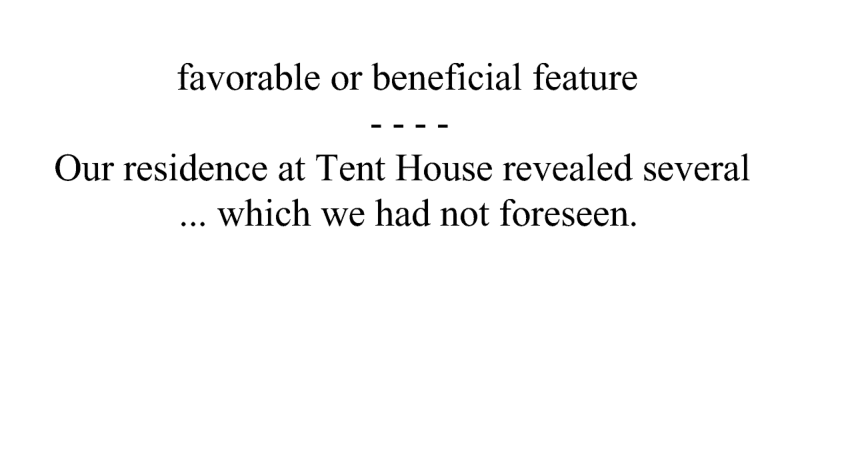 favorable or beneficial feature
- - - -
Our residence at Tent House revealed several
... which we had not foreseen.